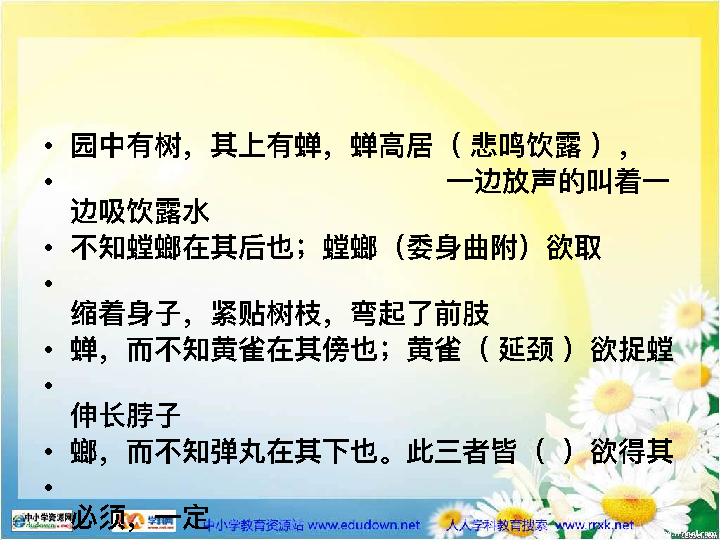 • 园中有树，其上有蝉，蝉高居（ 悲鸣饮露 ），
• 一边放声的叫着一
边吸饮露水
• 不知螳螂在其后也；螳螂（委身曲附）欲取
•
缩着身子，紧贴树枝，弯起了前肢
• 蝉，而不知黄雀在其傍也；黄雀（ 延颈 ）欲捉螳
•
伸长脖子
• 螂，而不知弹丸在其下也。此三者皆（ ）欲得其
•
必须，一定
中小学资源网
中小学教育资源站 www.edudown.net 人人学科教育搜索 www.rrxk.net